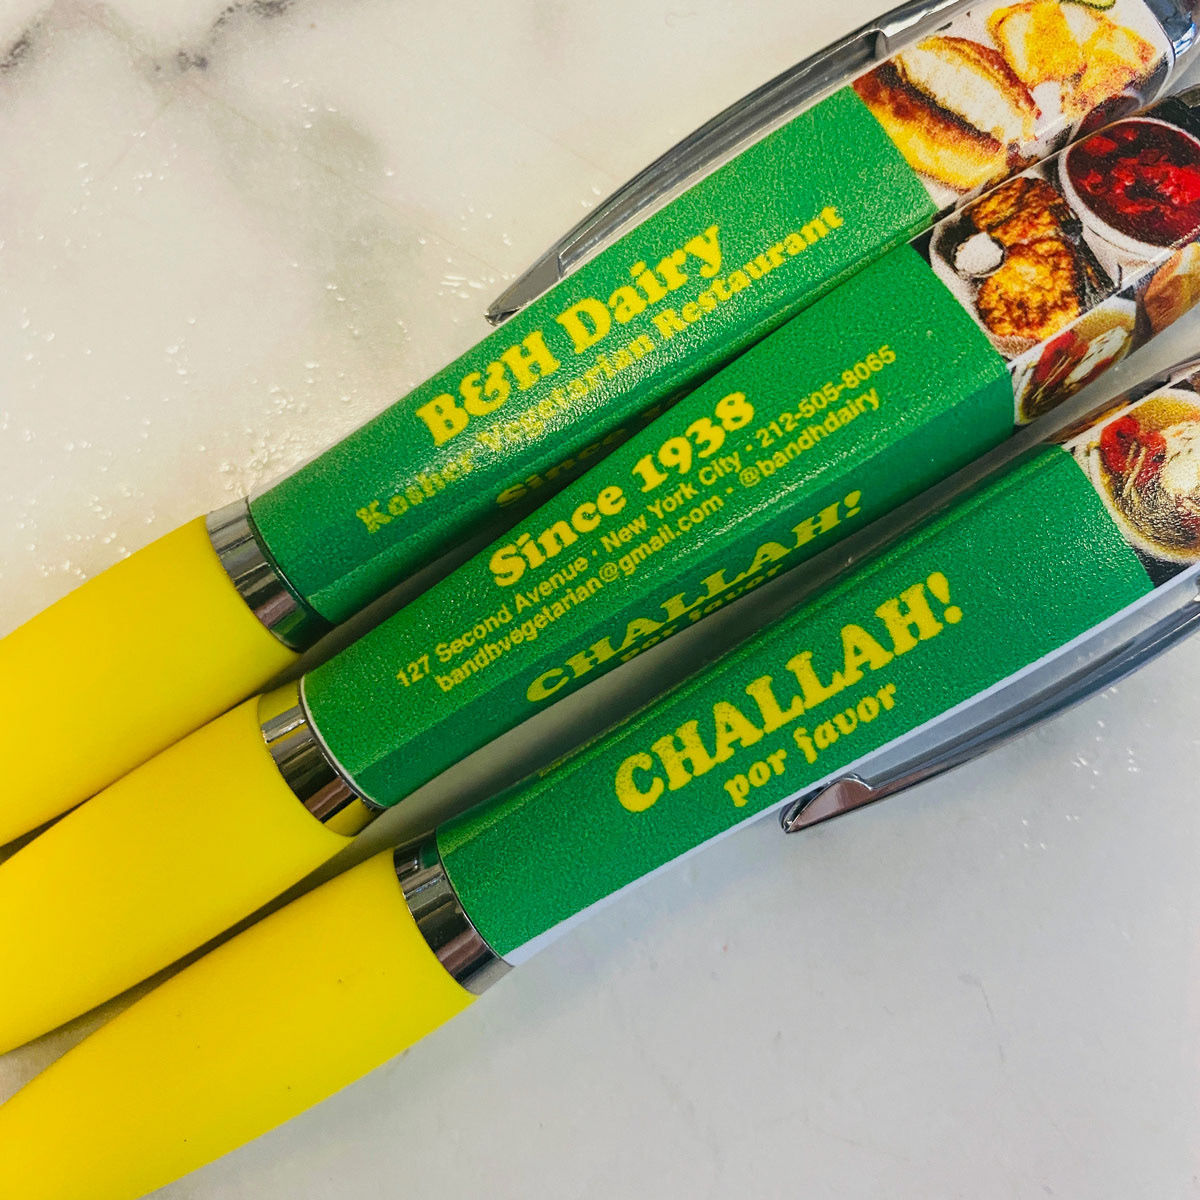 B&H Dairy
Kosher Vegetarian Restaurant
Since
Since 1938
127 Second Avenue • New York City • 212-505-8065
bandhvegetarian@gmail.com • @bandhdairy
CHALLAH!
por favor
CHALLAH!
por favor